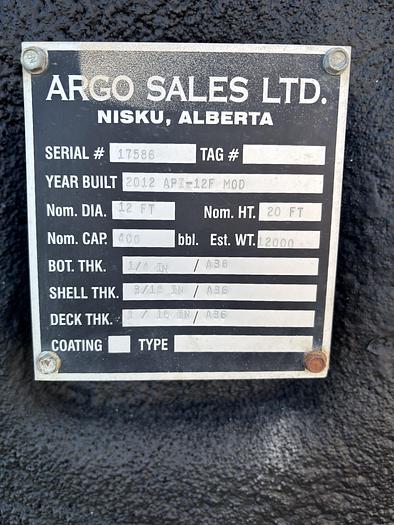 ARGO SALES LTD.
NISKU, ALBERTA
SERIAL # 17586 TAG #
YEAR BUILT 2012 API-12F MOD
Nom. DIA. 12 FT Nom. HT. 20 FT
Nom. CAP. 400 bbl. Est. WT. 12000
BOT. THK. 1/4 IN / A36
SHELL THK. 3/16 IN / A36
DECK THK. 3 / 16 IN / A36
COATING TYPE